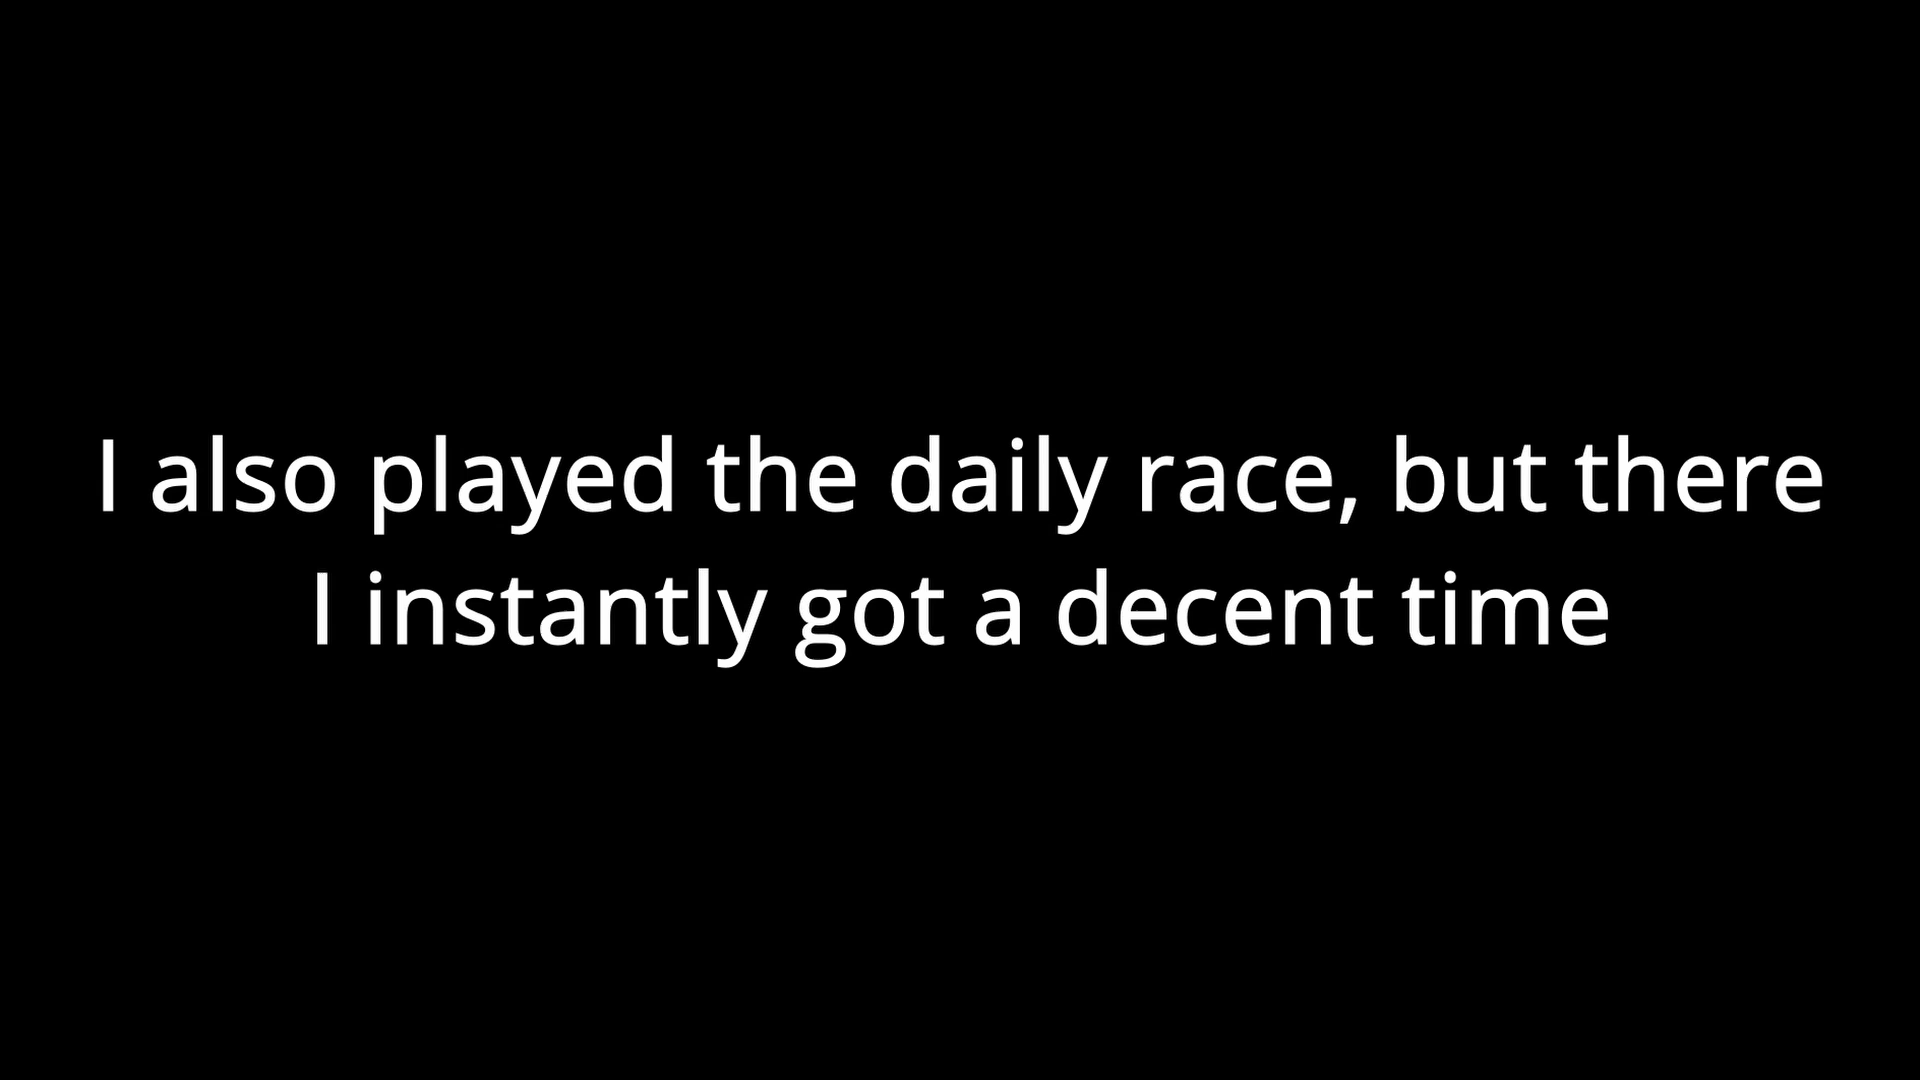 I also played the daily race, but there
I instantly got a decent time